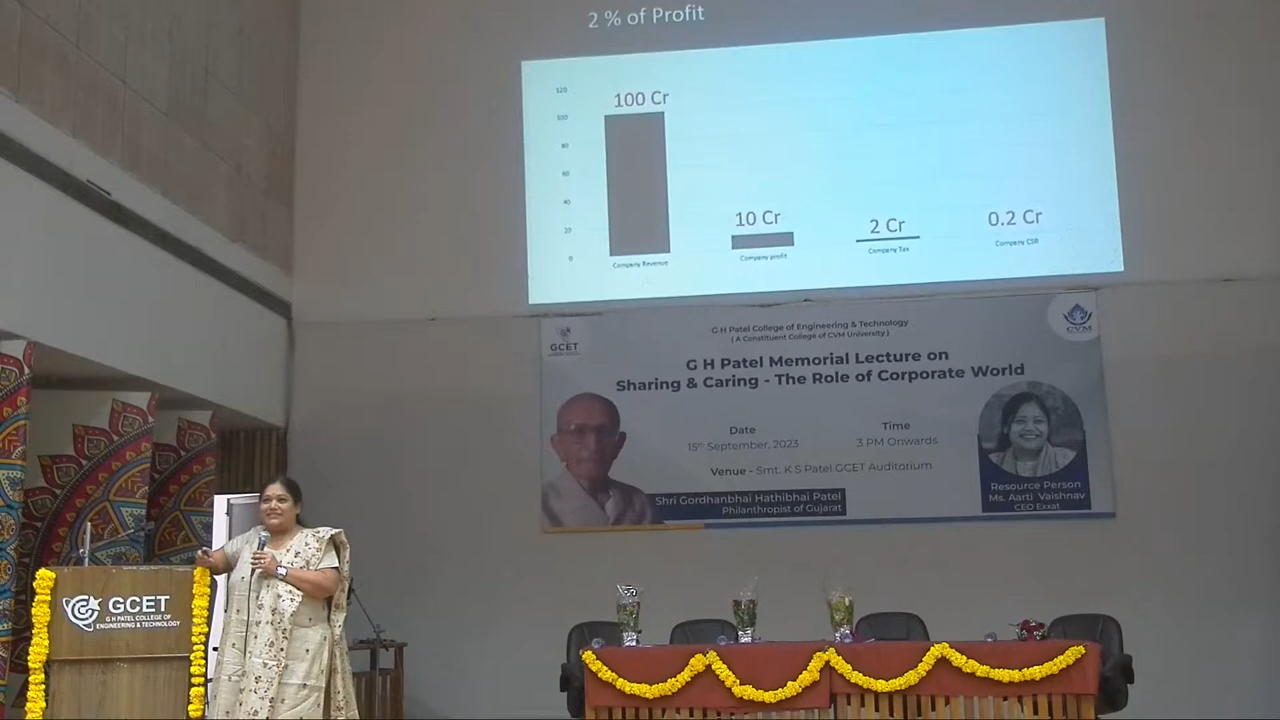 2 % of Profit
120
100
80
60
40
20
0
100 Cr
10 Cr
2 Cr
0.2 Cr
Company Revenue
Company profit
Company Tax
Company CSR
GCET
G H Patel College of Engineering & Technology
( A Constituent College of CVM University )
CVM
G H Patel Memorial Lecture on
Sharing & Caring - The Role of Corporate World
Date
15th September, 2023
Time
3 PM Onwards
Venue - Smt. K S Patel GCET Auditorium
Shri Gordhanbhai Hathibhai Patel
Philanthropist of Gujarat
Resource Person
Ms. Aarti Vaishnav
CEO Exxat
GCET
G H PATEL COLLEGE OF
ENGINEERING & TECHNOLOGY